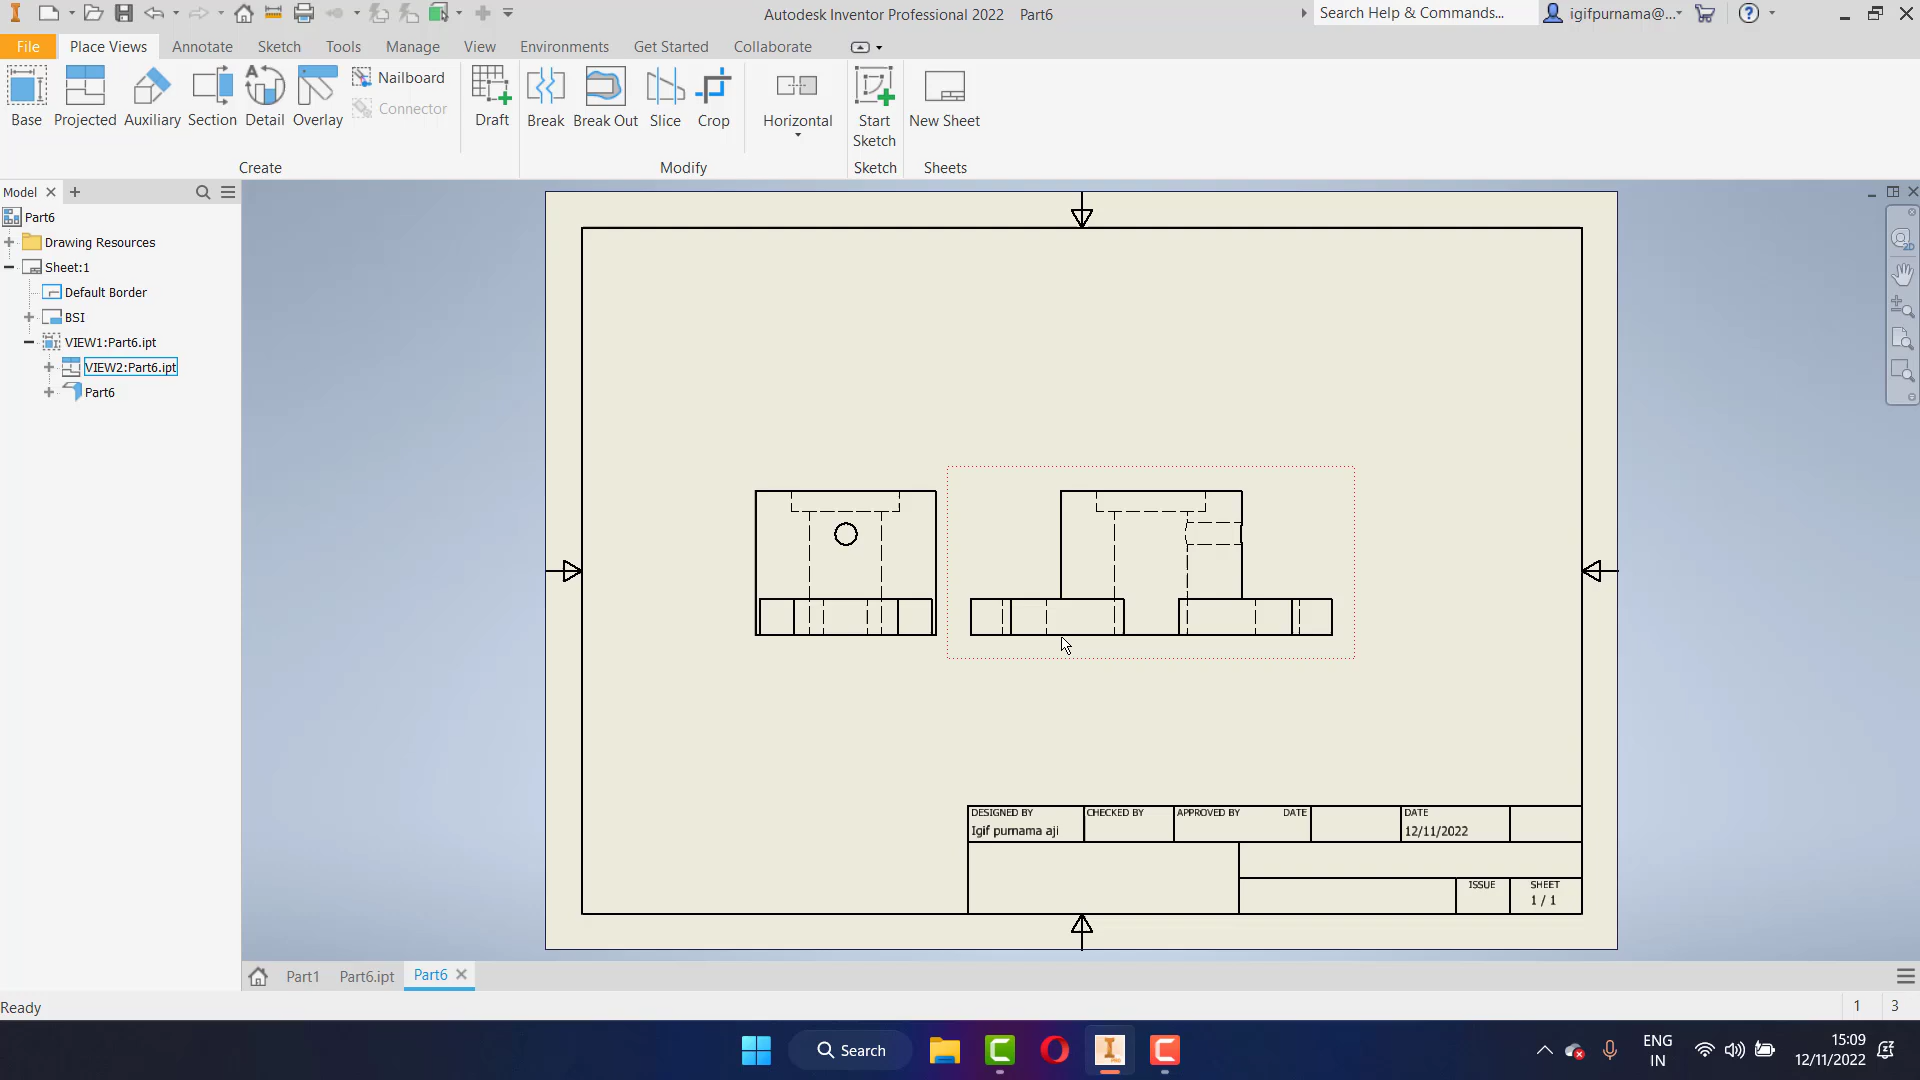 Autodesk Inventor Professional 2022 Part6
Search Help & Commands...
igifpurnama@...
File Place Views Annotate Sketch Tools Manage View Environments Get Started Collaborate
Base Projected Auxiliary Section Detail Overlay
Nailboard
Connector
Draft
Break Break Out Slice Crop
Horizontal
Start
Sketch
New Sheet
Create Modify Sketch Sheets
Model
Part6
Drawing Resources
Sheet:1
Default Border
BSI
VIEW1:Part6.ipt
VIEW2:Part6.ipt
Part6
2D
DESIGNED BY CHECKED BY APPROVED BY DATE DATE
Igif purnama aji 12/11/2022
ISSUE SHEET
1 / 1
Part1 Part6.ipt Part6
Ready 1 3
Search
ENG
IN
15:09
12/11/2022